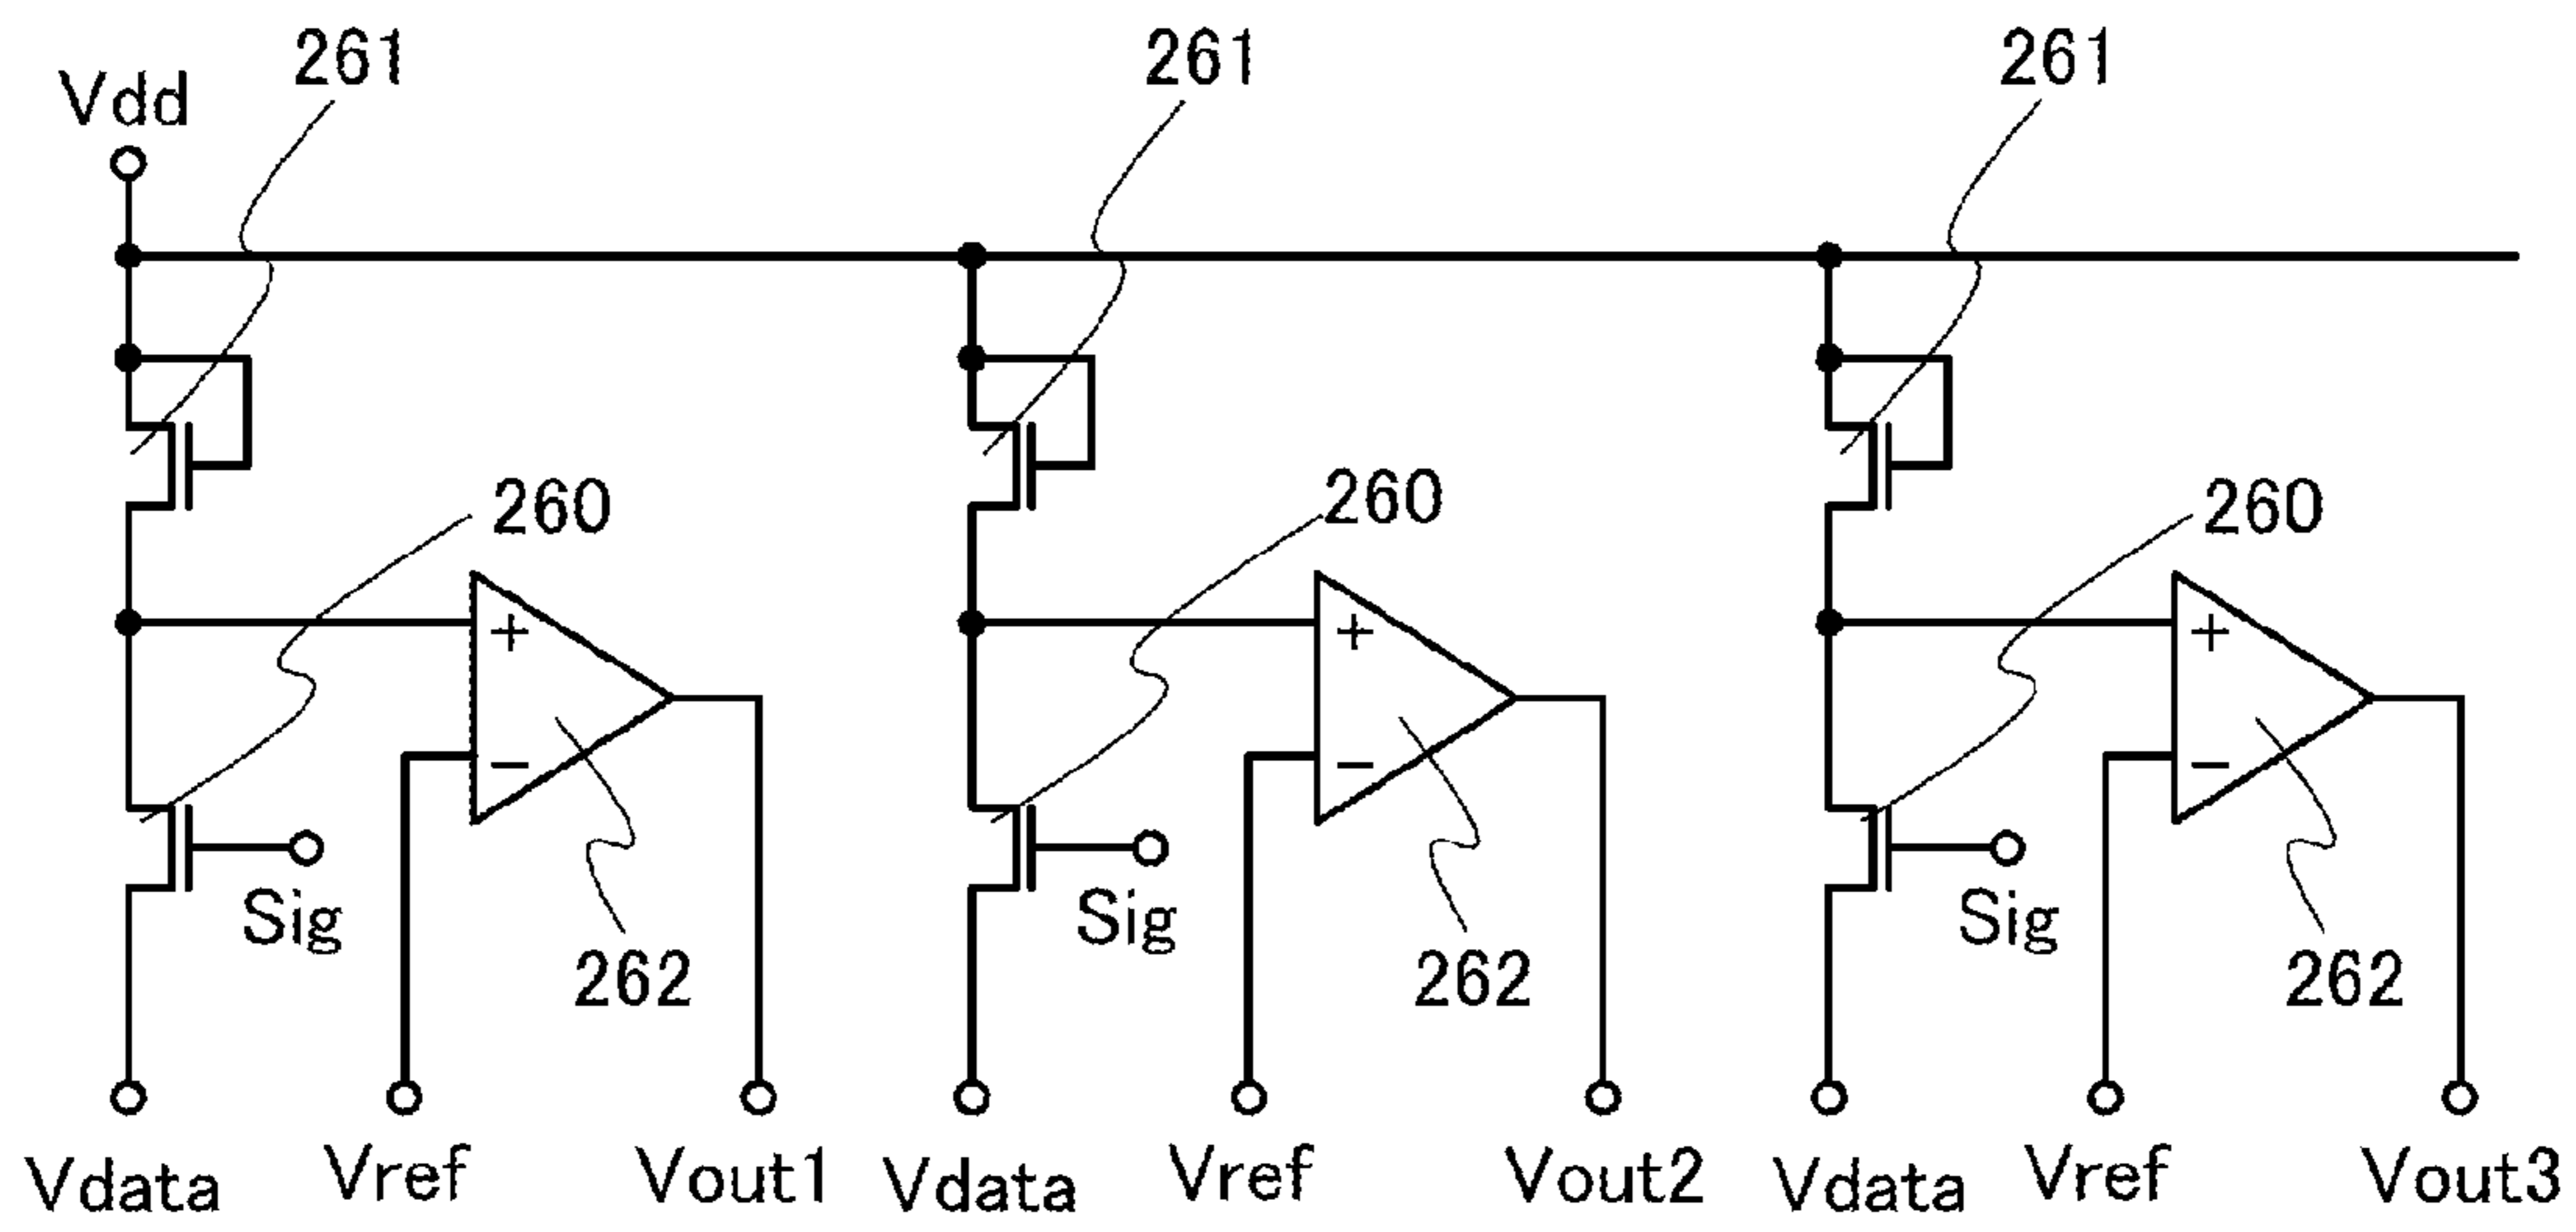 261 261 261
Vdd
260 260 260
+ + +
− − −
Sig Sig Sig
262 262 262
Vdata Vref Vout1 Vdata Vref Vout2 Vdata Vref Vout3